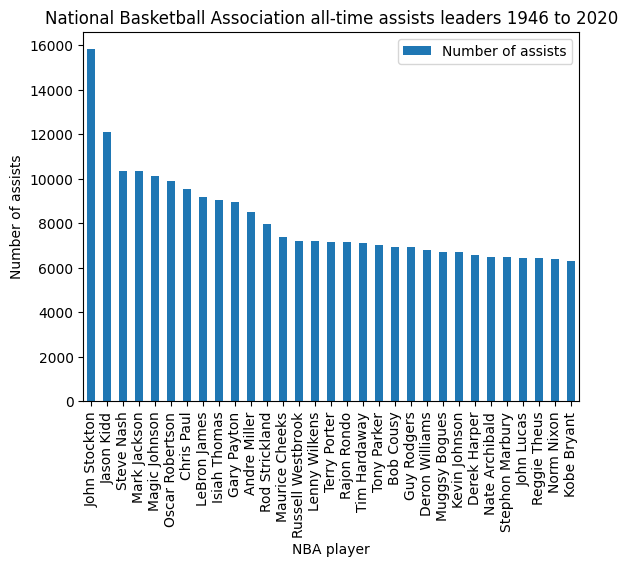 National Basketball Association all-time assists leaders 1946 to 2020
Number of assists
Number of assists
16000
14000
12000
10000
8000
6000
4000
2000
0
John Stockton
Jason Kidd
Steve Nash
Mark Jackson
Magic Johnson
Oscar Robertson
Chris Paul
LeBron James
Isiah Thomas
Gary Payton
Andre Miller
Rod Strickland
Maurice Cheeks
Russell Westbrook
Lenny Wilkens
Terry Porter
Rajon Rondo
Tim Hardaway
Tony Parker
Bob Cousy
Guy Rodgers
Deron Williams
Muggsy Bogues
Kevin Johnson
Derek Harper
Nate Archibald
Stephon Marbury
John Lucas
Reggie Theus
Norm Nixon
Kobe Bryant
NBA player